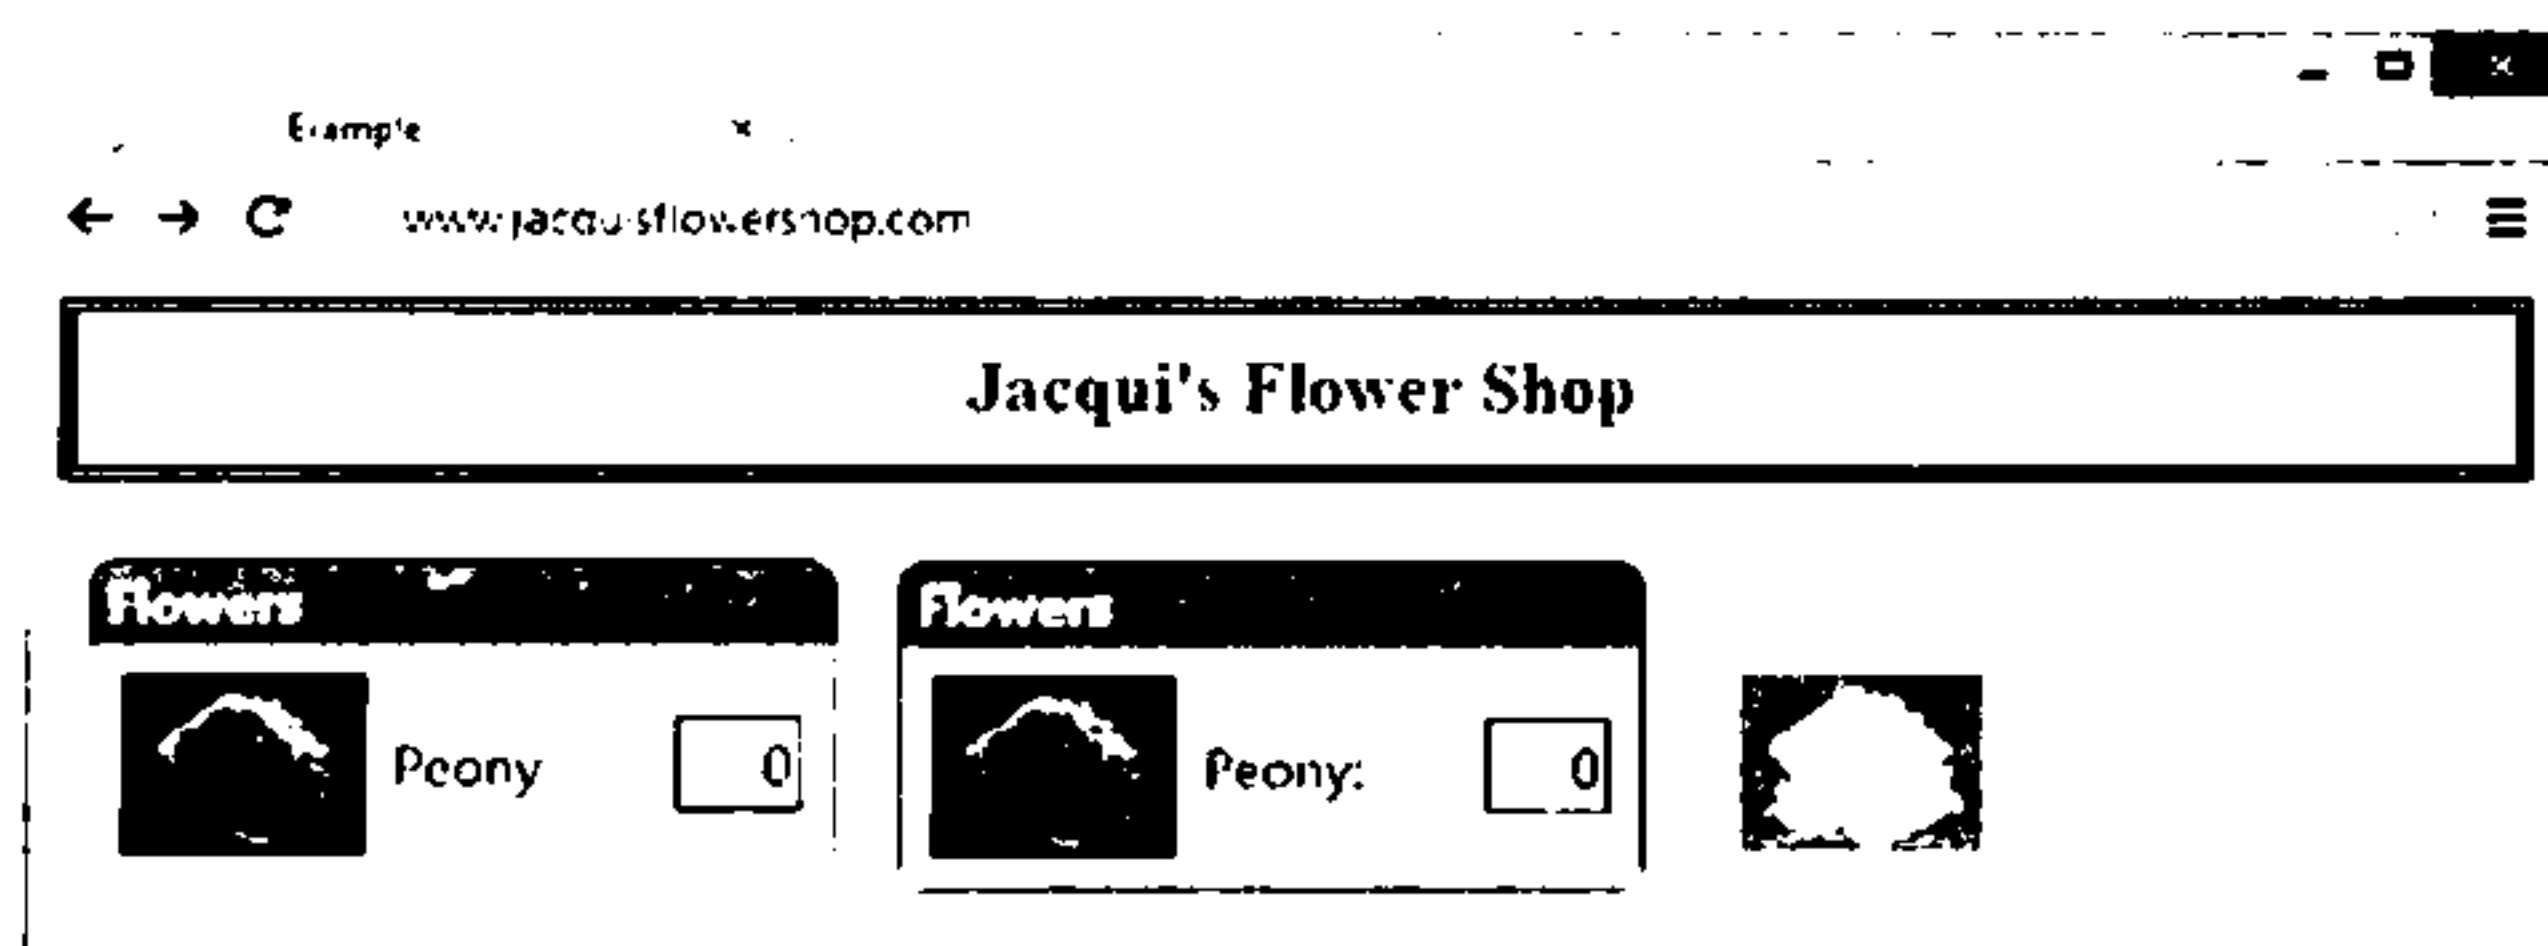 Example
www.jacquisflowershop.com
Jacqui's Flower Shop
Flowers
Peony 0
Flowers
Peony: 0